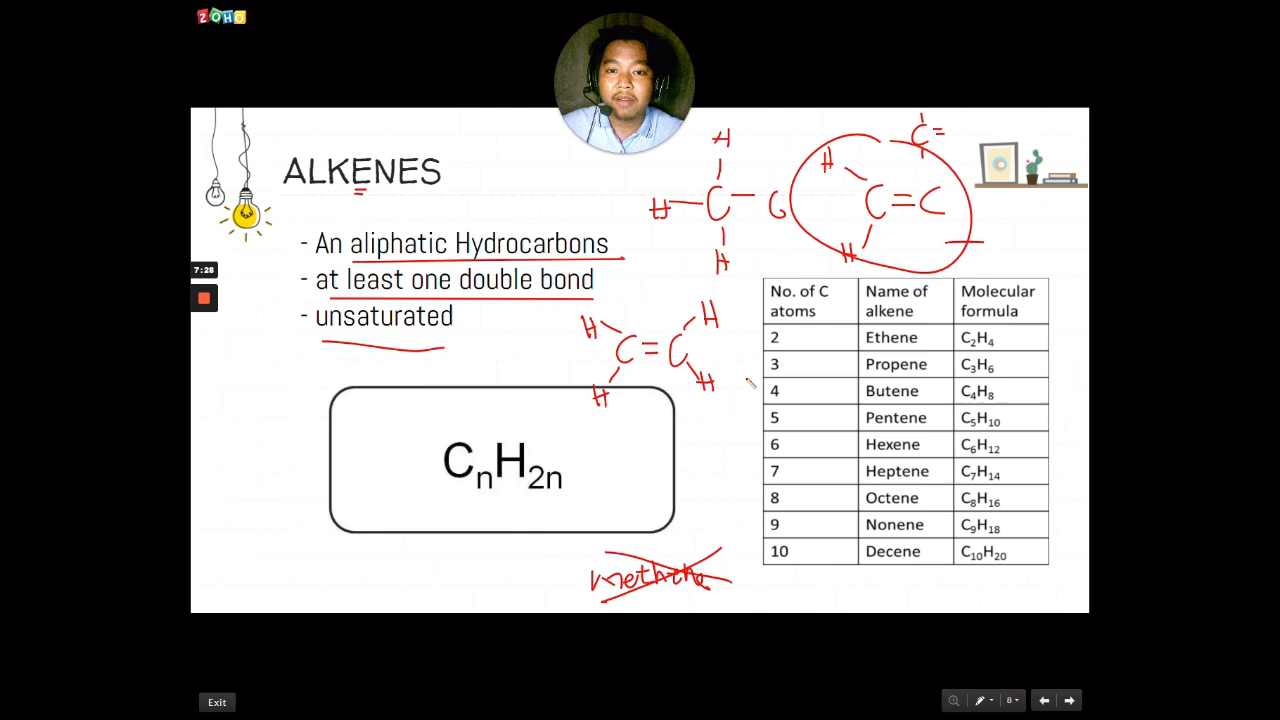 ZOHO
ALKENES
- An aliphatic Hydrocarbons
- at least one double bond
- unsaturated
7:28
H
H C C
H
C=
H
C=C
H
H H
C=C
H H
CₙH₂ₙ
methene
No. of C atoms Name of alkene Molecular formula
2 Ethene C₂H₄
3 Propene C₃H₆
4 Butene C₄H₈
5 Pentene C₅H₁₀
6 Hexene C₆H₁₂
7 Heptene C₇H₁₄
8 Octene C₈H₁₆
9 Nonene C₉H₁₈
10 Decene C₁₀H₂₀
Exit
8